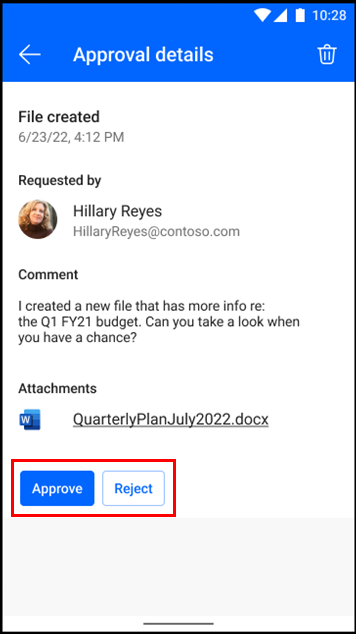 10:28
Approval details
File created
6/23/22, 4:12 PM
Requested by
Hillary Reyes
HillaryReyes@contoso.com
Comment
I created a new file that has more info re:
the Q1 FY21 budget. Can you take a look when
you have a chance?
Attachments
W QuarterlyPlanJuly2022.docx
Approve Reject